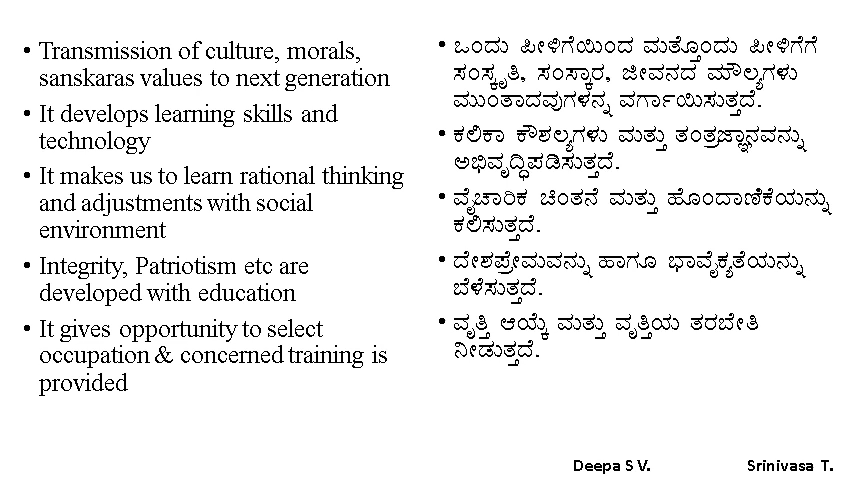 • Transmission of culture, morals,
sanskaras values to next generation
• It develops learning skills and
technology
• It makes us to learn rational thinking
and adjustments with social
environment
• Integrity, Patriotism etc are
developed with education
• It gives opportunity to select
occupation & concerned training is
provided
• ಒಂದು ಪೀಳಿಗೆಯಿಂದ ಮತ್ತೊಂದು ಪೀಳಿಗೆಗೆ
ಸಂಸ್ಕೃತಿ, ಸಂಸ್ಕಾರ, ಜೀವನದ ಮೌಲ್ಯಗಳು
ಮುಂತಾದವುಗಳನ್ನ ವರ್ಗಾಯಿಸುತ್ತದೆ.
• ಕಲಿಕಾ ಕೌಶಲ್ಯಗಳು ಮತ್ತು ತಂತ್ರಜ್ಞಾನವನ್ನು
ಅಭಿವೃದ್ಧಿಪಡಿಸುತ್ತದೆ.
• ವೈಚಾರಿಕ ಚಿಂತನೆ ಮತ್ತು ಹೊಂದಾಣಿಕೆಯನ್ನು
ಕಲಿಸುತ್ತದೆ.
• ದೇಶಪ್ರೇಮವನ್ನು ಹಾಗೂ ಭಾವೈಕ್ಯತೆಯನ್ನು
ಬೆಳೆಸುತ್ತದೆ.
• ವೃತ್ತಿ ಆಯ್ಕೆ ಮತ್ತು ವೃತ್ತಿಯ ತರಬೇತಿ
ನೀಡುತ್ತದೆ.
Deepa S V. Srinivasa T.